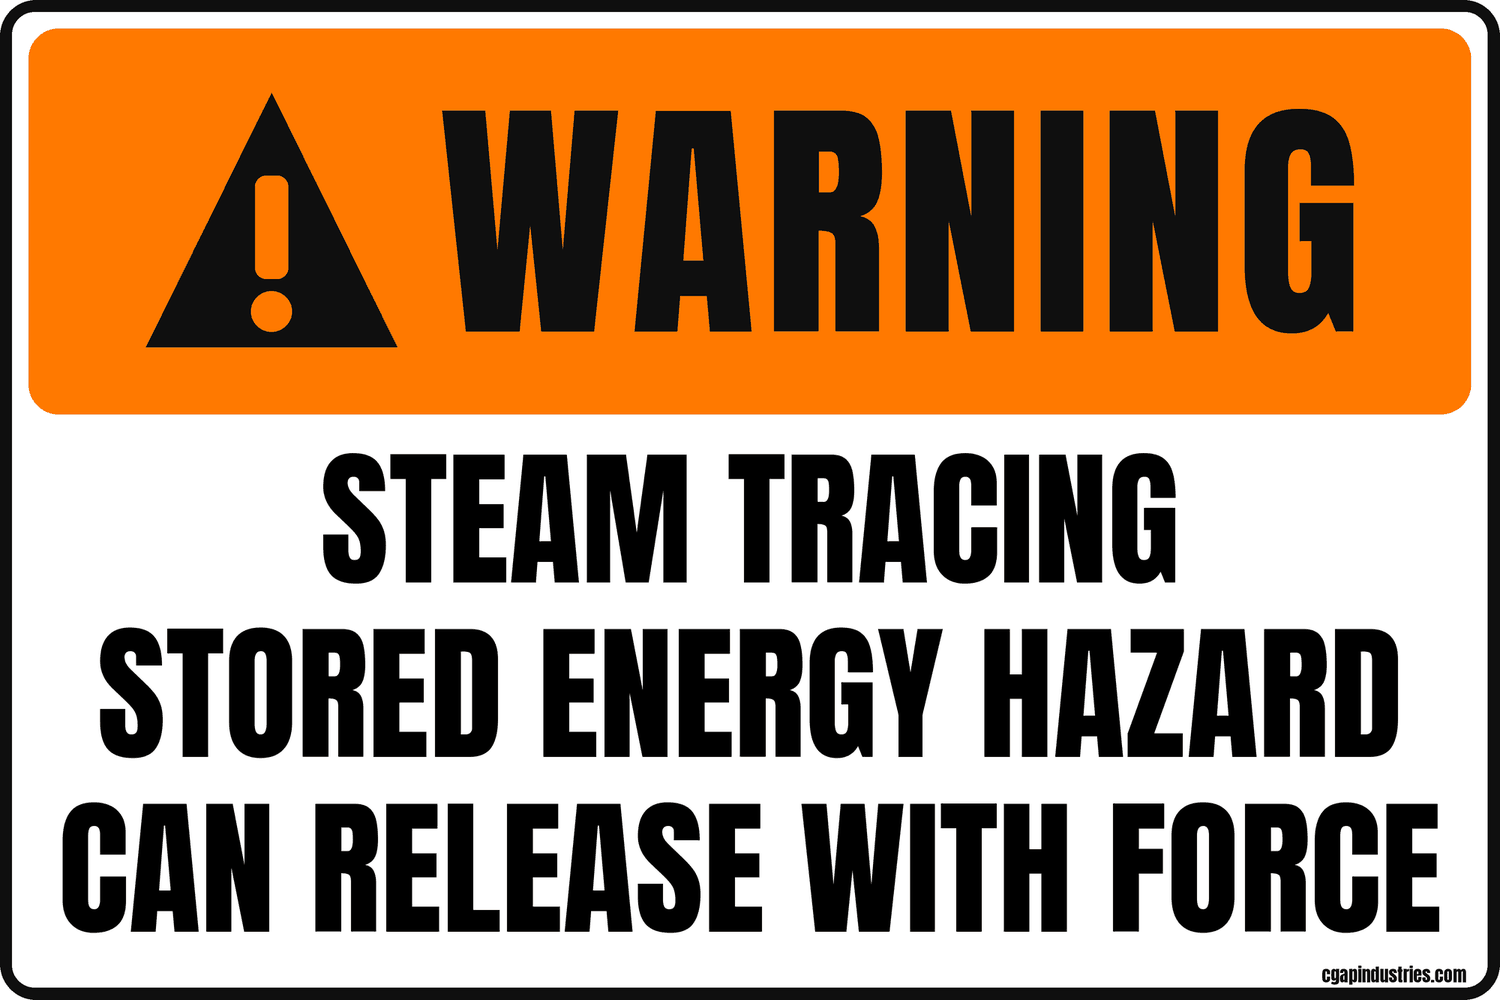 WARNING
STEAM TRACING
STORED ENERGY HAZARD
CAN RELEASE WITH FORCE
cgapindustries.com